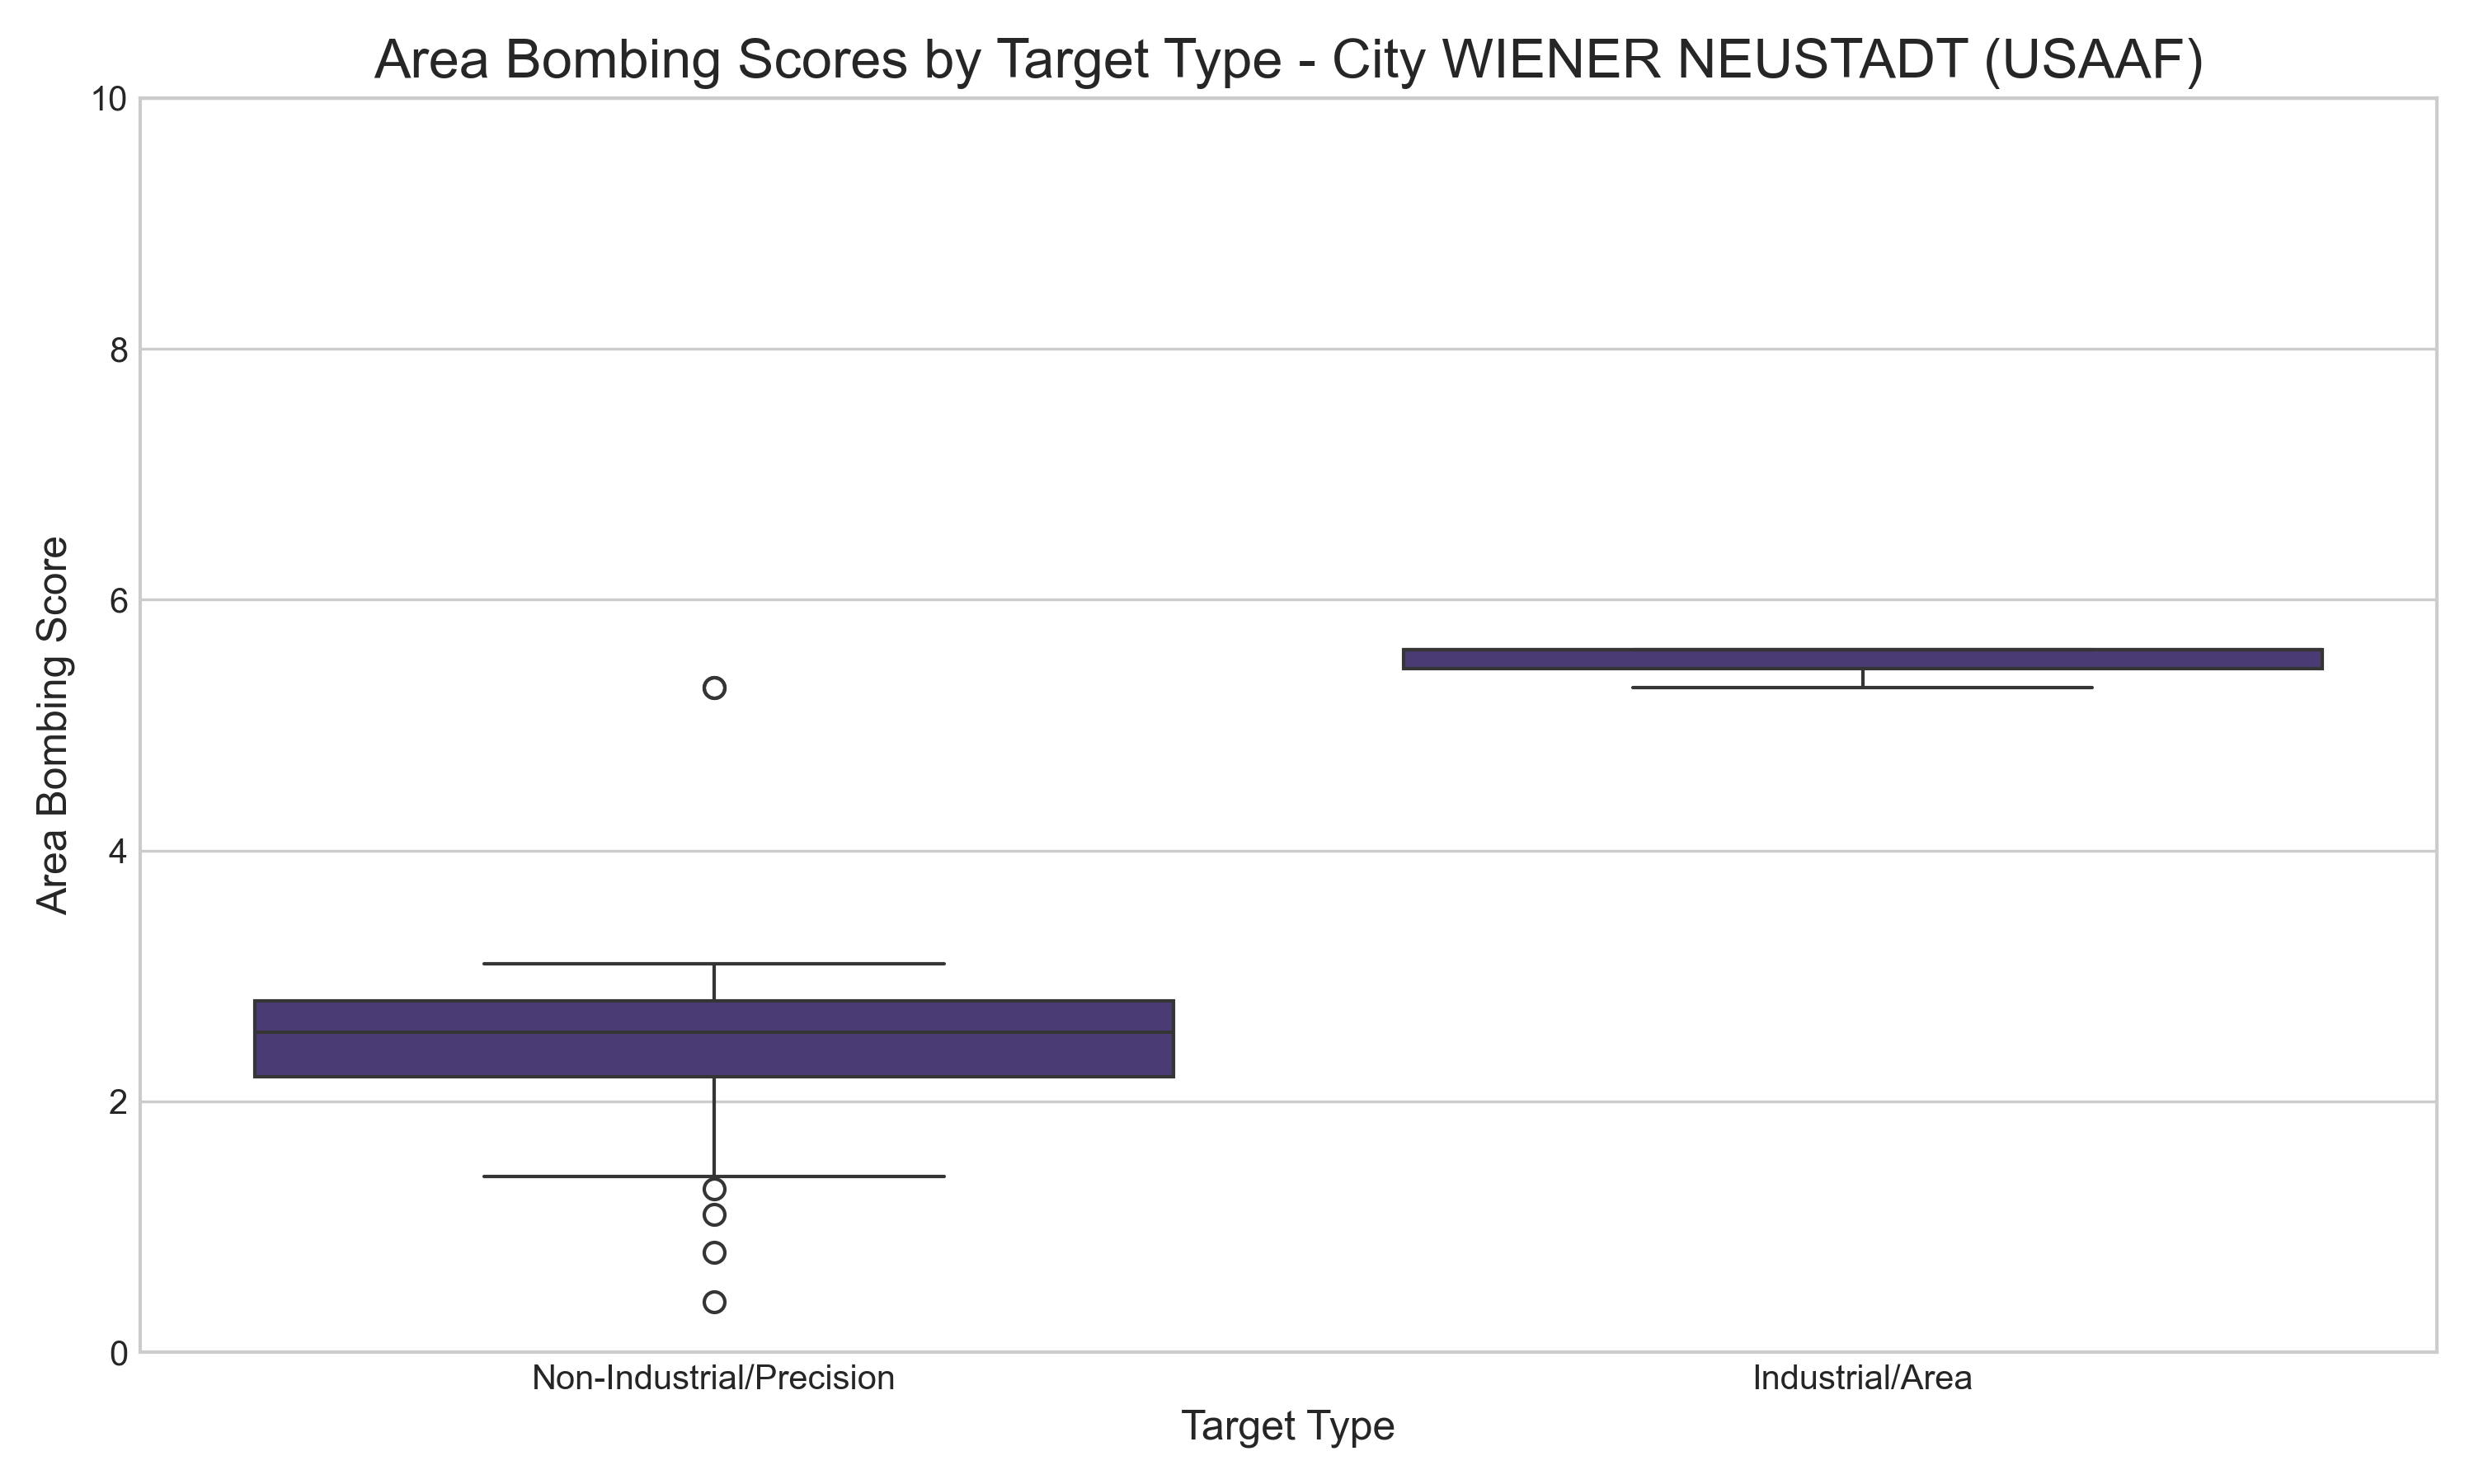 Area Bombing Scores by Target Type - City WIENER NEUSTADT (USAAF)
10
8
6
4
2
0
Area Bombing Score
Non-Industrial/Precision
Industrial/Area
Target Type